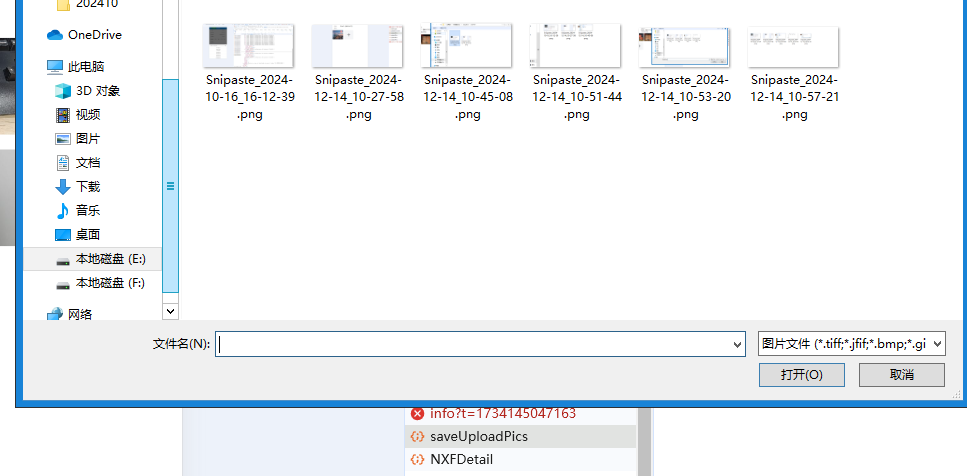 202410
OneDrive
此电脑
3D 对象
视频
图片
文档
下载
音乐
桌面
本地磁盘 (E:)
本地磁盘 (F:)
网络
Snipaste_2024-
10-16_16-12-39
.png
Snipaste_2024-
12-14_10-27-58
.png
Snipaste_2024-
12-14_10-45-08
.png
Snipaste_2024-
12-14_10-51-44
.png
Snipaste_2024-
12-14_10-53-20
.png
Snipaste_2024-
12-14_10-57-21
.png
文件名(N):
图片文件 (*.tiff;*.jfif;*.bmp;*.gi
打开(O)
取消
info?t=1734145047163
saveUploadPics
NXFDetail